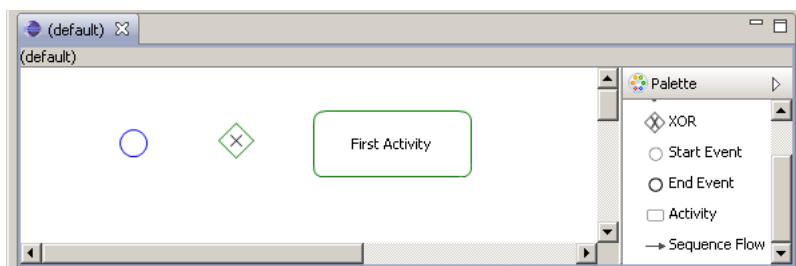 (default)
(default)
Palette
XOR
Start Event
First Activity
End Event
Activity
Sequence Flow